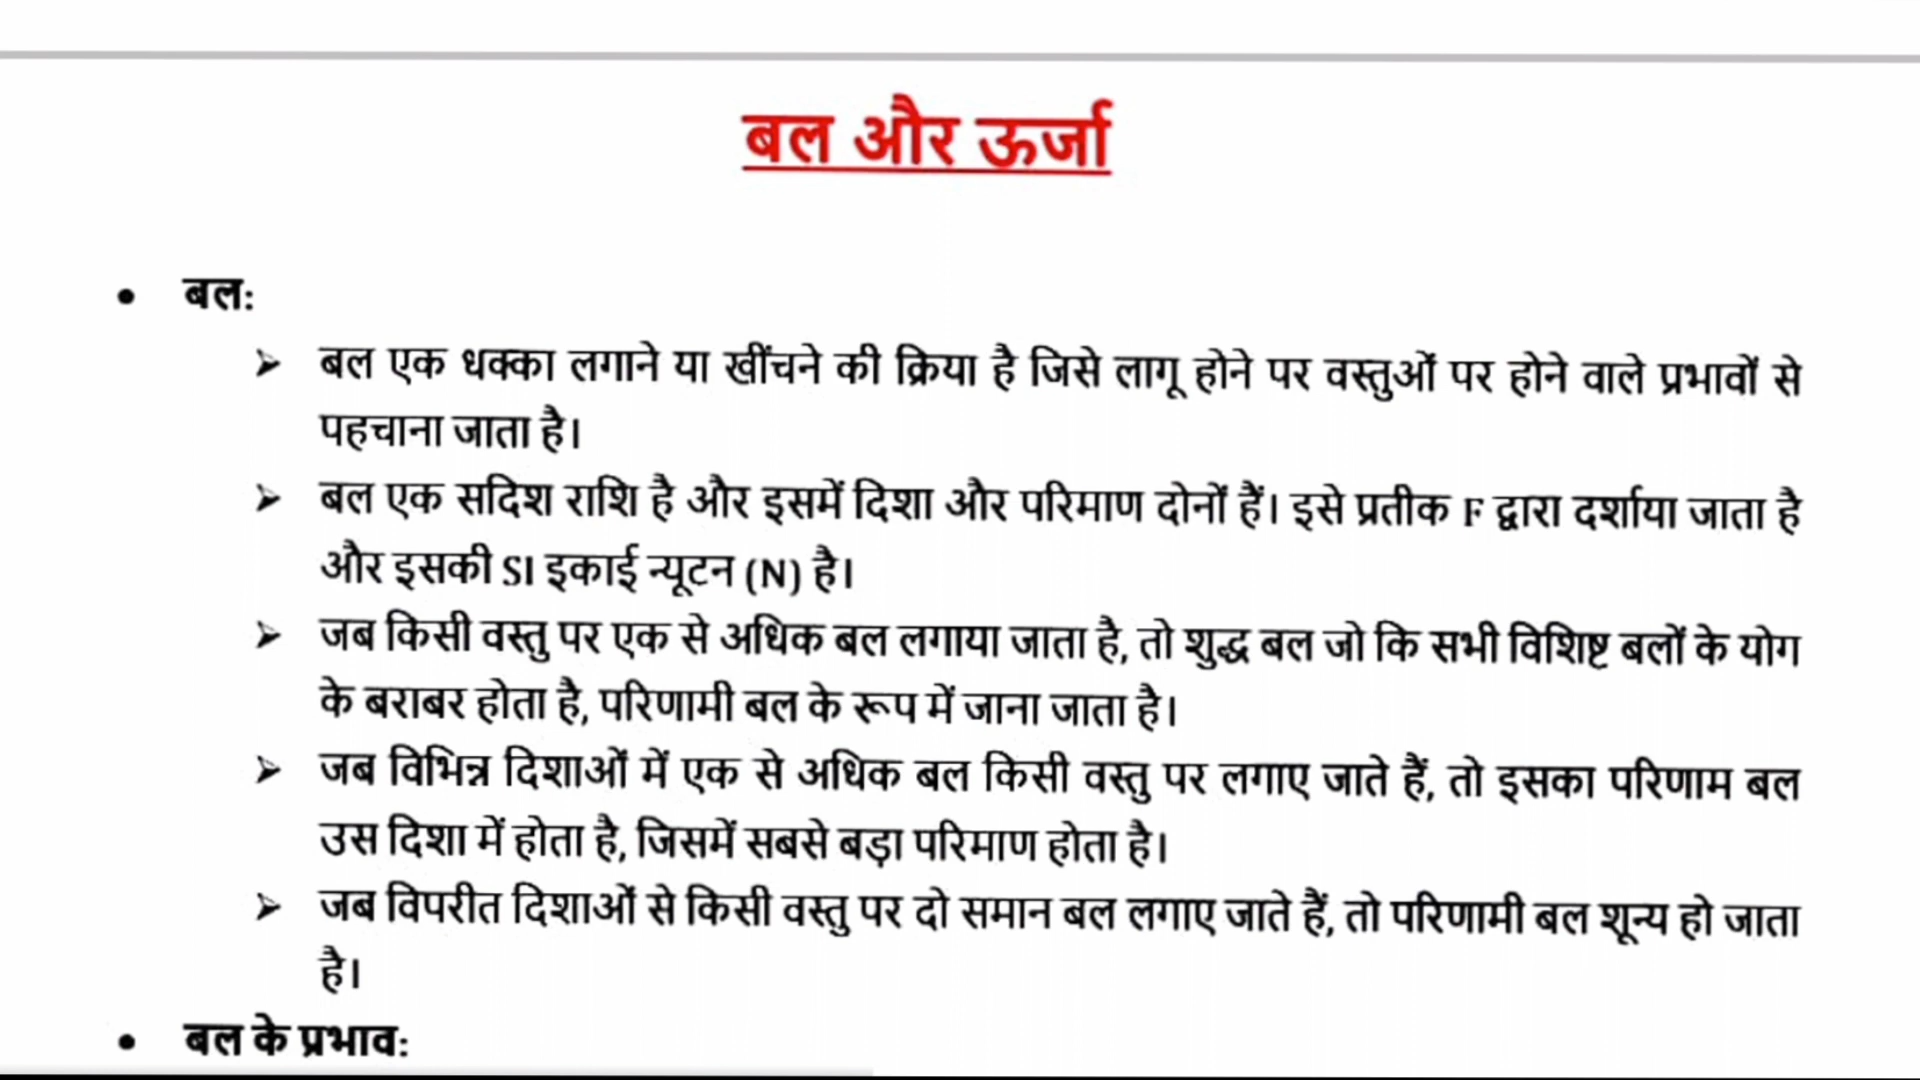 बल और ऊर्जा
• बल:
➢ बल एक धक्का लगाने या खींचने की क्रिया है जिसे लागू होने पर वस्तुओं पर होने वाले प्रभावों से
पहचाना जाता है।
➢ बल एक सदिश राशि है और इसमें दिशा और परिमाण दोनों हैं। इसे प्रतीक F द्वारा दर्शाया जाता है
और इसकी SI इकाई न्यूटन (N) है।
➢ जब किसी वस्तु पर एक से अधिक बल लगाया जाता है, तो शुद्ध बल जो कि सभी विशिष्ट बलों के योग
के बराबर होता है, परिणामी बल के रूप में जाना जाता है।
➢ जब विभिन्न दिशाओं में एक से अधिक बल किसी वस्तु पर लगाए जाते हैं, तो इसका परिणाम बल
उस दिशा में होता है, जिसमें सबसे बड़ा परिमाण होता है।
➢ जब विपरीत दिशाओं से किसी वस्तु पर दो समान बल लगाए जाते हैं, तो परिणामी बल शून्य हो जाता
है।
• बल के प्रभाव: